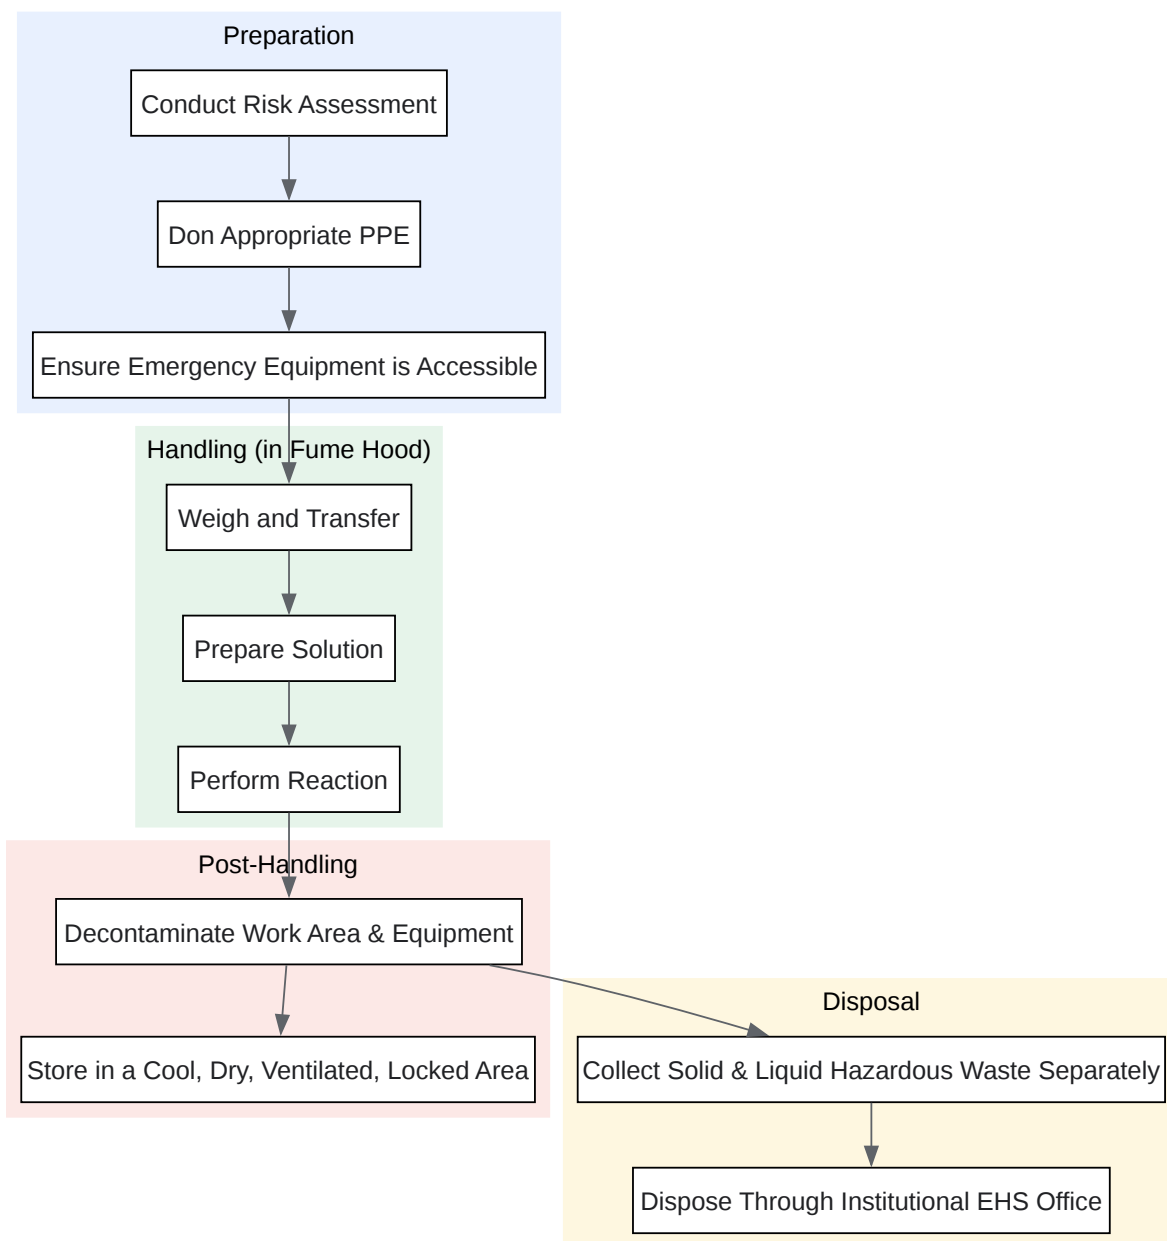 Preparation
Conduct Risk Assessment
Don Appropriate PPE
Ensure Emergency Equipment is Accessible
Handling (in Fume Hood)
Weigh and Transfer
Prepare Solution
Perform Reaction
Post-Handling
Decontaminate Work Area & Equipment
Store in a Cool, Dry, Ventilated, Locked Area
Disposal
Collect Solid & Liquid Hazardous Waste Separately
Dispose Through Institutional EHS Office